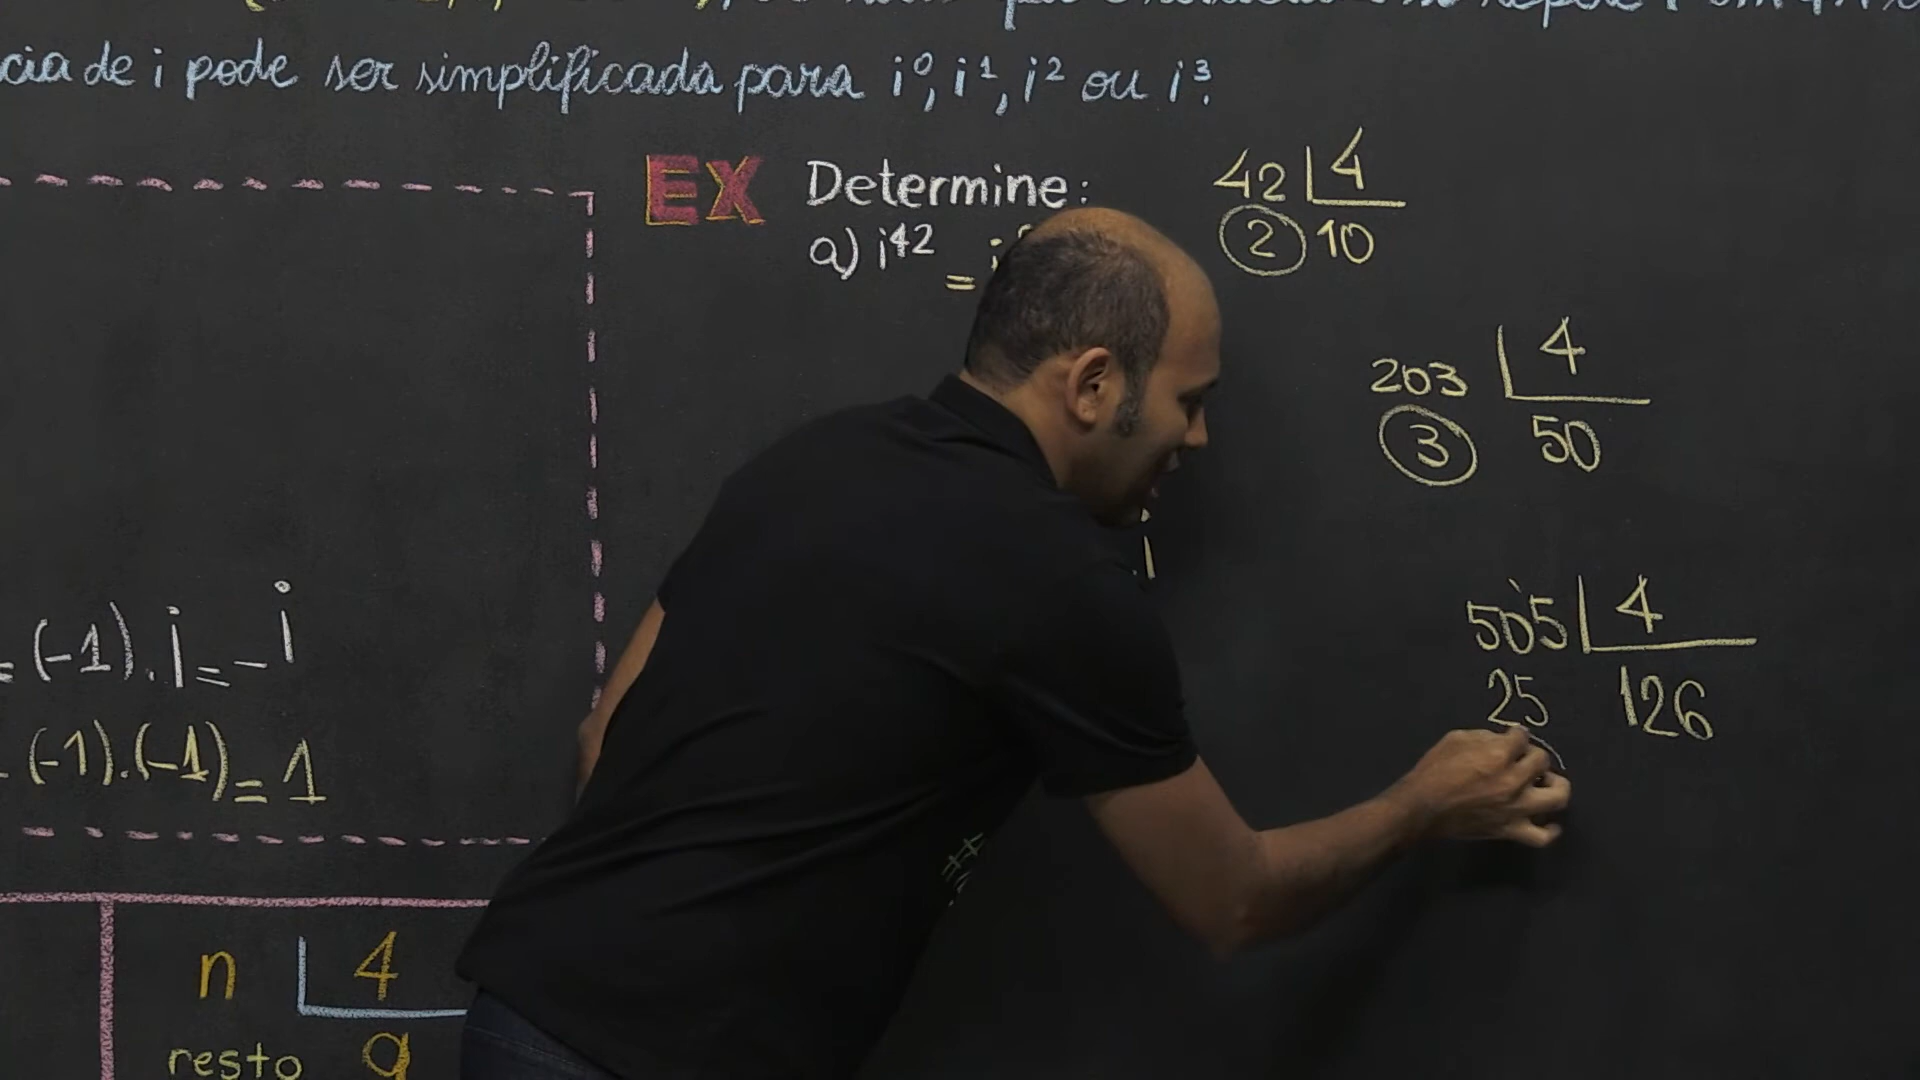 cia de i pode ser simplificada para i⁰, i¹, i² ou i³.
EX Determine:
a) i⁴² =
42 4
2 10
203 4
3 50
505 4
25 126
= (-1).i = -i
(-1).(-1) = 1
n 4
resto q